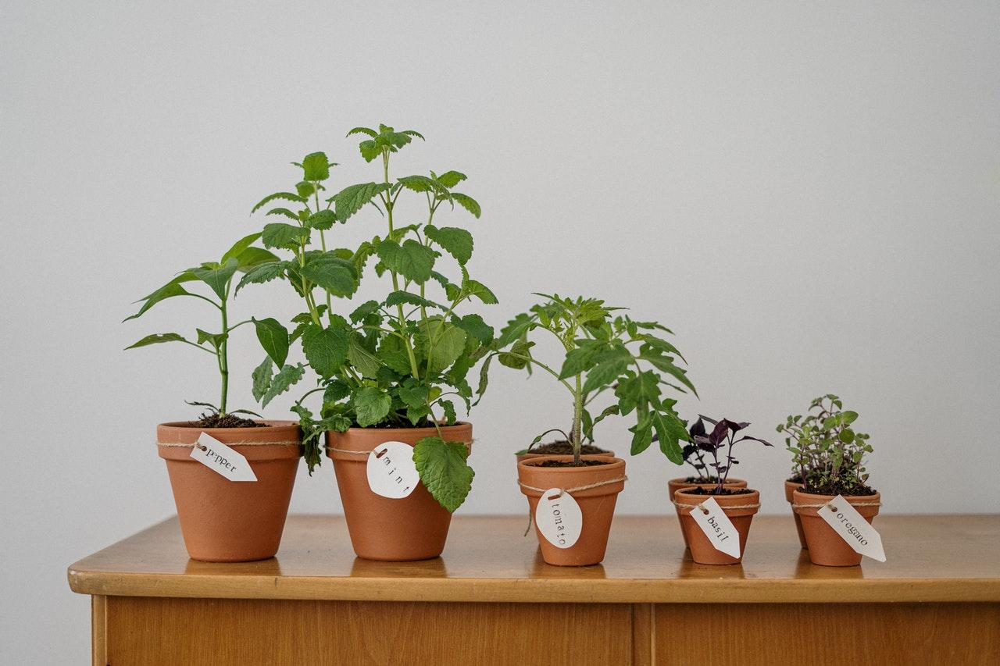 pepper
mint
tomato
basil
oregano